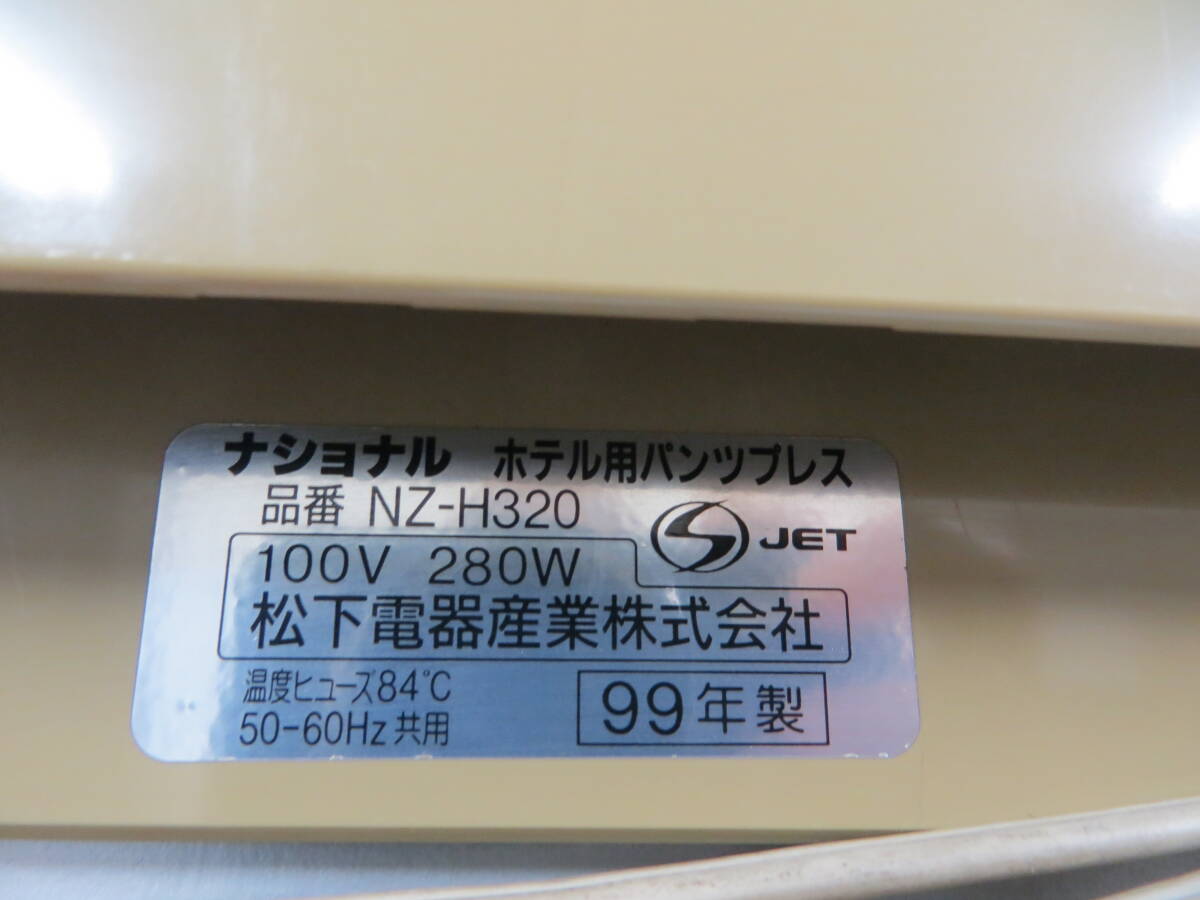 ナショナル ホテル用パンツプレス
品番 NZ-H320
JET
100V 280W
松下電器産業株式会社
温度ヒューズ84℃
50-60Hz共用
99年製